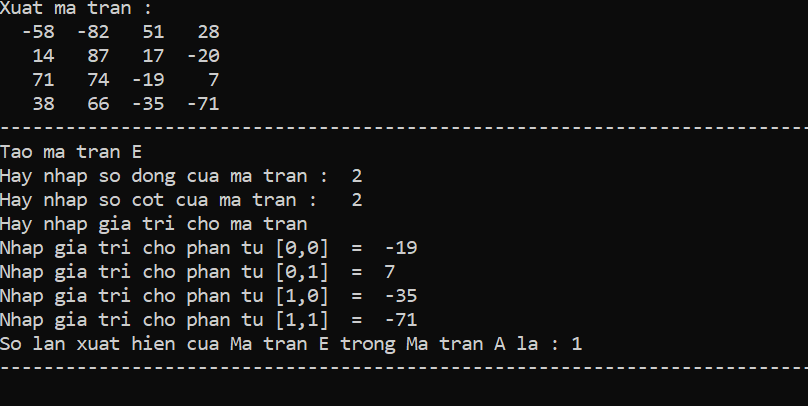 Xuat ma tran :
-58 -82 51 28
14 87 17 -20
71 74 -19 7
38 66 -35 -71
--------------------------------------------------------------------------
Tao ma tran E
Hay nhap so dong cua ma tran : 2
Hay nhap so cot cua ma tran : 2
Hay nhap gia tri cho ma tran
Nhap gia tri cho phan tu [0,0] = -19
Nhap gia tri cho phan tu [0,1] = 7
Nhap gia tri cho phan tu [1,0] = -35
Nhap gia tri cho phan tu [1,1] = -71
So lan xuat hien cua Ma tran E trong Ma tran A la : 1
--------------------------------------------------------------------------